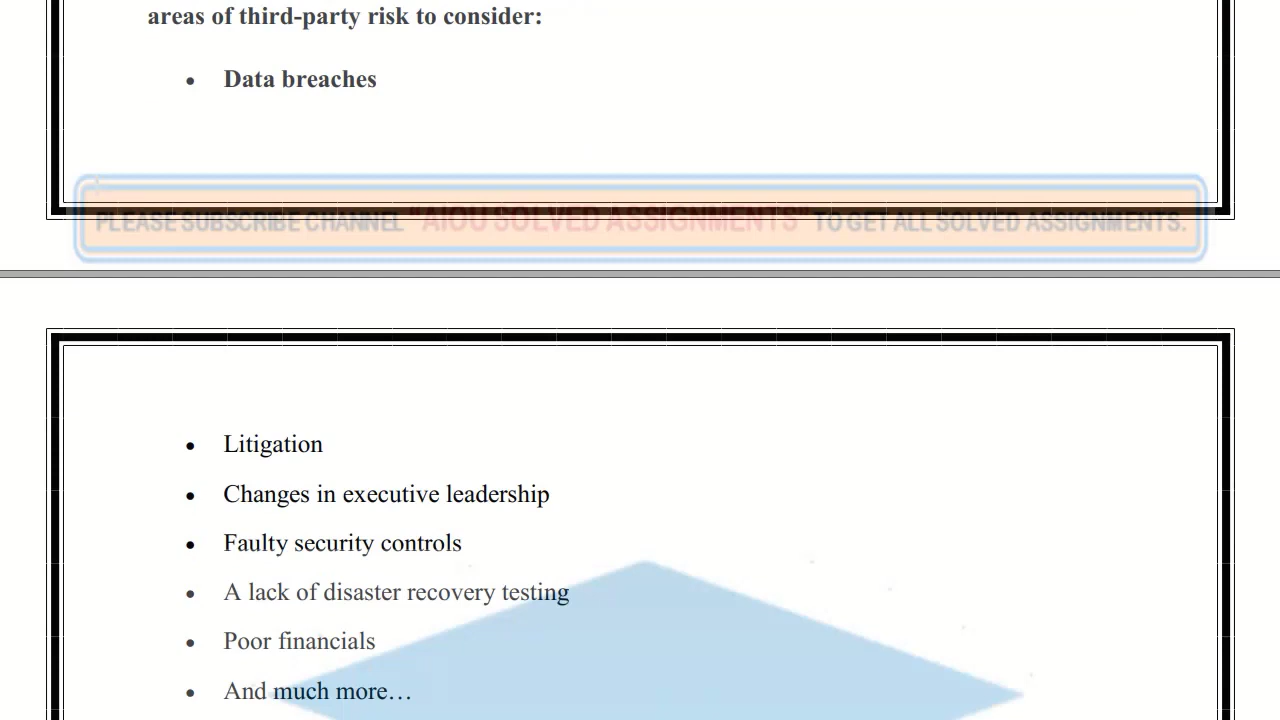 areas of third-party risk to consider:
• Data breaches
PLEASE SUBSCRIBE CHANNEL "AIOU SOLVED ASSIGNMENTS" TO GET ALL SOLVED ASSIGNMENTS.
• Litigation
• Changes in executive leadership
• Faulty security controls
• A lack of disaster recovery testing
• Poor financials
• And much more…